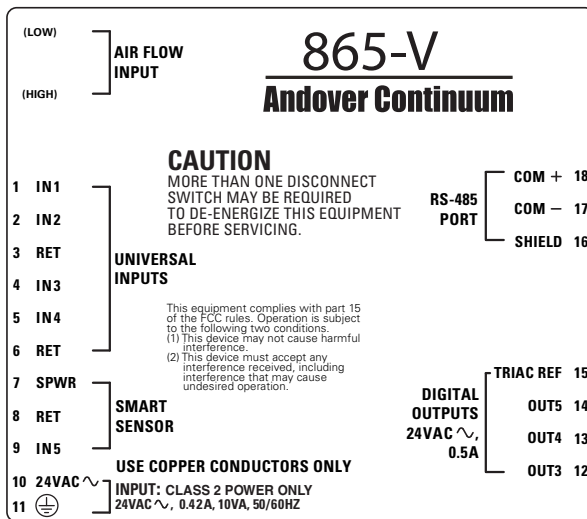 (LOW)
(HIGH)
AIR FLOW
INPUT
865-V
Andover Continuum
CAUTION
MORE THAN ONE DISCONNECT
SWITCH MAY BE REQUIRED
TO DE-ENERGIZE THIS EQUIPMENT
BEFORE SERVICING.
1 IN1
2 IN2
3 RET
4 IN3
5 IN4
6 RET
UNIVERSAL
INPUTS
7 SPWR
8 RET
9 IN5
SMART
SENSOR
This equipment complies with part 15
of the FCC rules. Operation is subject
to the following two conditions.
(1) This device may not cause harmful
interference.
(2) This device must accept any
interference received, including
interference that may cause
undesired operation.
USE COPPER CONDUCTORS ONLY
10 24VAC ∿
11
INPUT: CLASS 2 POWER ONLY
24VAC ∿, 0.42A, 10VA, 50/60HZ
RS-485
PORT
COM + 18
COM – 17
SHIELD 16
DIGITAL
OUTPUTS
24VAC ∿,
0.5A
TRIAC REF 15
OUT5 14
OUT4 13
OUT3 12